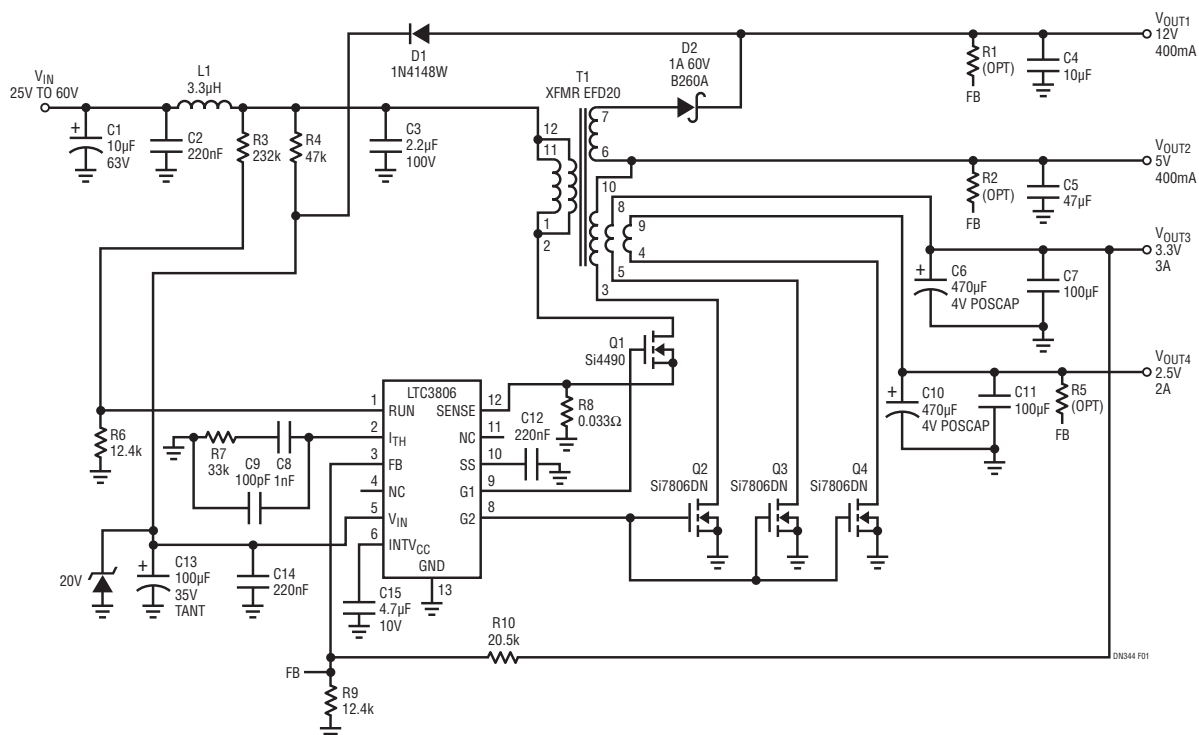 VOUT1
12V
400mA
D1
1N4148W
D2
1A 60V
B260A
R1
(OPT)
FB
C4
10µF
VIN
25V TO 60V
L1
3.3µH
T1
XFMR EFD20
+
C1
10µF
63V
C2
220nF
R3
232k
R4
47k
C3
2.2µF
100V
12
11
1
2
7
6
10
8
9
4
5
3
VOUT2
5V
400mA
R2
(OPT)
FB
C5
47µF
VOUT3
3.3V
3A
+
C6
470µF
4V POSCAP
C7
100µF
Q1
Si4490
VOUT4
2.5V
2A
+
C10
470µF
4V POSCAP
C11
100µF
R5
(OPT)
FB
LTC3806
1
RUN
SENSE
12
2
ITH
NC
11
3
FB
SS
10
4
NC
G1
9
5
VIN
G2
8
6
INTVCC
GND
13
R8
0.033Ω
C12
220nF
R6
12.4k
R7
33k
C8
1nF
C9
100pF
Q2
Si7806DN
Q3
Si7806DN
Q4
Si7806DN
20V
+
C13
100µF
35V
TANT
C14
220nF
C15
4.7µF
10V
R10
20.5k
FB
R9
12.4k
DN344 F01